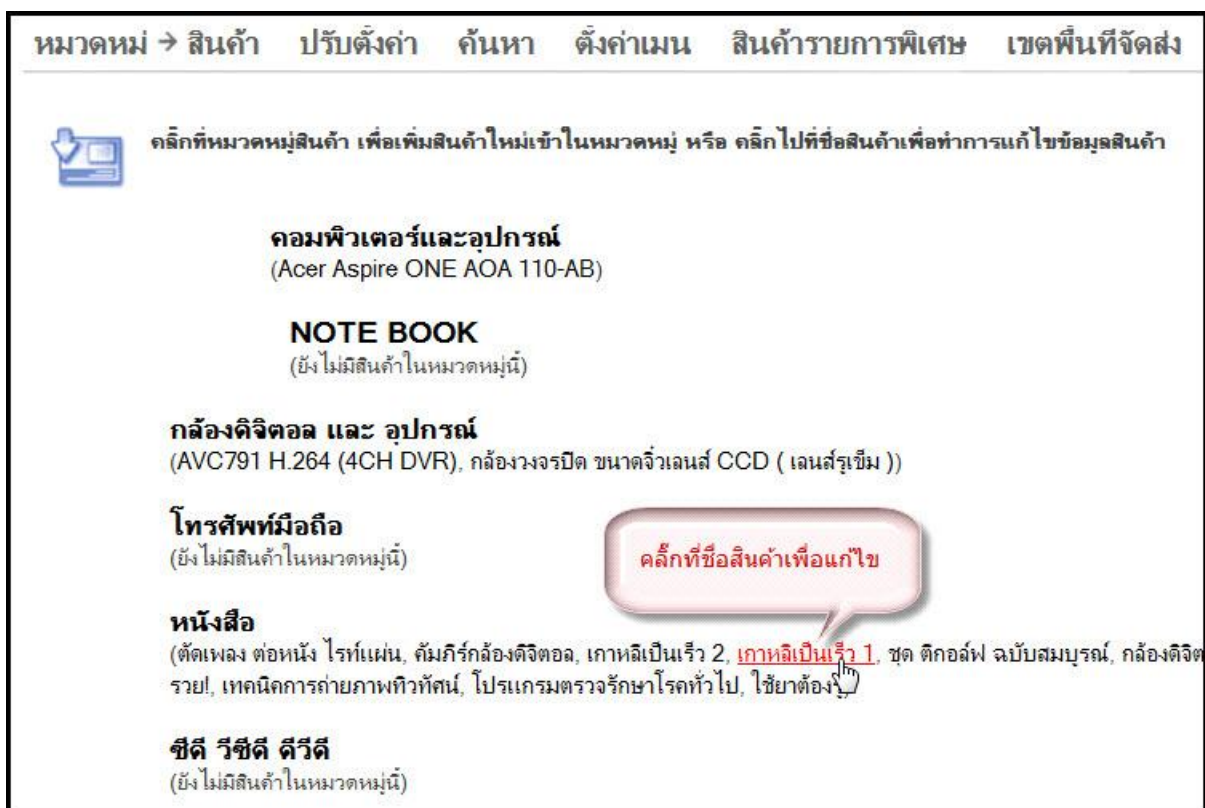 หมวดหมู่ → สินค้า ปรับตั้งค่า ค้นหา ตั้งค่าเมนู สินค้ารายการพิเศษ เขตพื้นที่จัดส่ง
คลิ๊กที่หมวดหมู่สินค้า เพื่อเพิ่มสินค้าใหม่เข้าในหมวดหมู่ หรือ คลิ๊กไปที่ชื่อสินค้าเพื่อทำการแก้ไขข้อมูลสินค้า
คอมพิวเตอร์และอุปกรณ์
(Acer Aspire ONE AOA 110-AB)
NOTE BOOK
(ยังไม่มีสินค้าในหมวดหมู่นี้)
กล้องดิจิตอล และ อุปกรณ์
(AVC791 H.264 (4CH DVR), กล้องวงจรปิด ขนาดจิ๋วเลนส์ CCD ( เลนส์รูเข็ม ))
โทรศัพท์มือถือ
(ยังไม่มีสินค้าในหมวดหมู่นี้)
คลิ๊กที่ชื่อสินค้าเพื่อแก้ไข
หนังสือ
(ตัดเพลง ต่อหนัง ไรท์แผ่น, คัมภีร์กล้องดิจิตอล, เกาหลีเป็นเร็ว 2, เกาหลีเป็นเร็ว 1, ชุด ตีกอล์ฟ ฉบับสมบูรณ์, กล้องดิจิต
รวย!, เทคนิคการถ่ายภาพทิวทัศน์, โปรแกรมตรวจรักษาโรคทั่วไป, ใช้ยาต้อง
ซีดี วีซีดี ดีวีดี
(ยังไม่มีสินค้าในหมวดหมู่นี้)